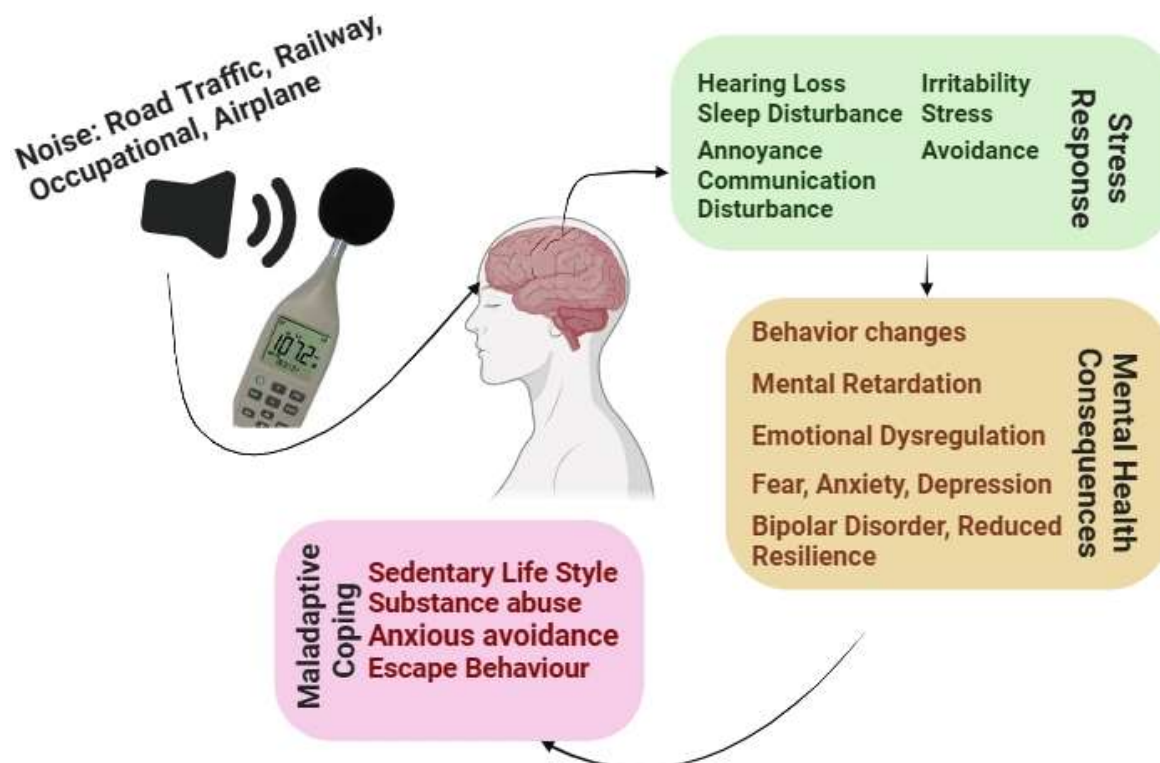 Noise: Road Traffic, Railway,
Occupational, Airplane
107.2
Hearing Loss
Sleep Disturbance
Annoyance
Communication
Disturbance
Irritability
Stress
Avoidance
Stress
Response
Behavior changes
Mental Retardation
Emotional Dysregulation
Fear, Anxiety, Depression
Bipolar Disorder, Reduced
Resilience
Mental Health
Consequences
Maladaptive
Coping
Sedentary Life Style
Substance abuse
Anxious avoidance
Escape Behaviour